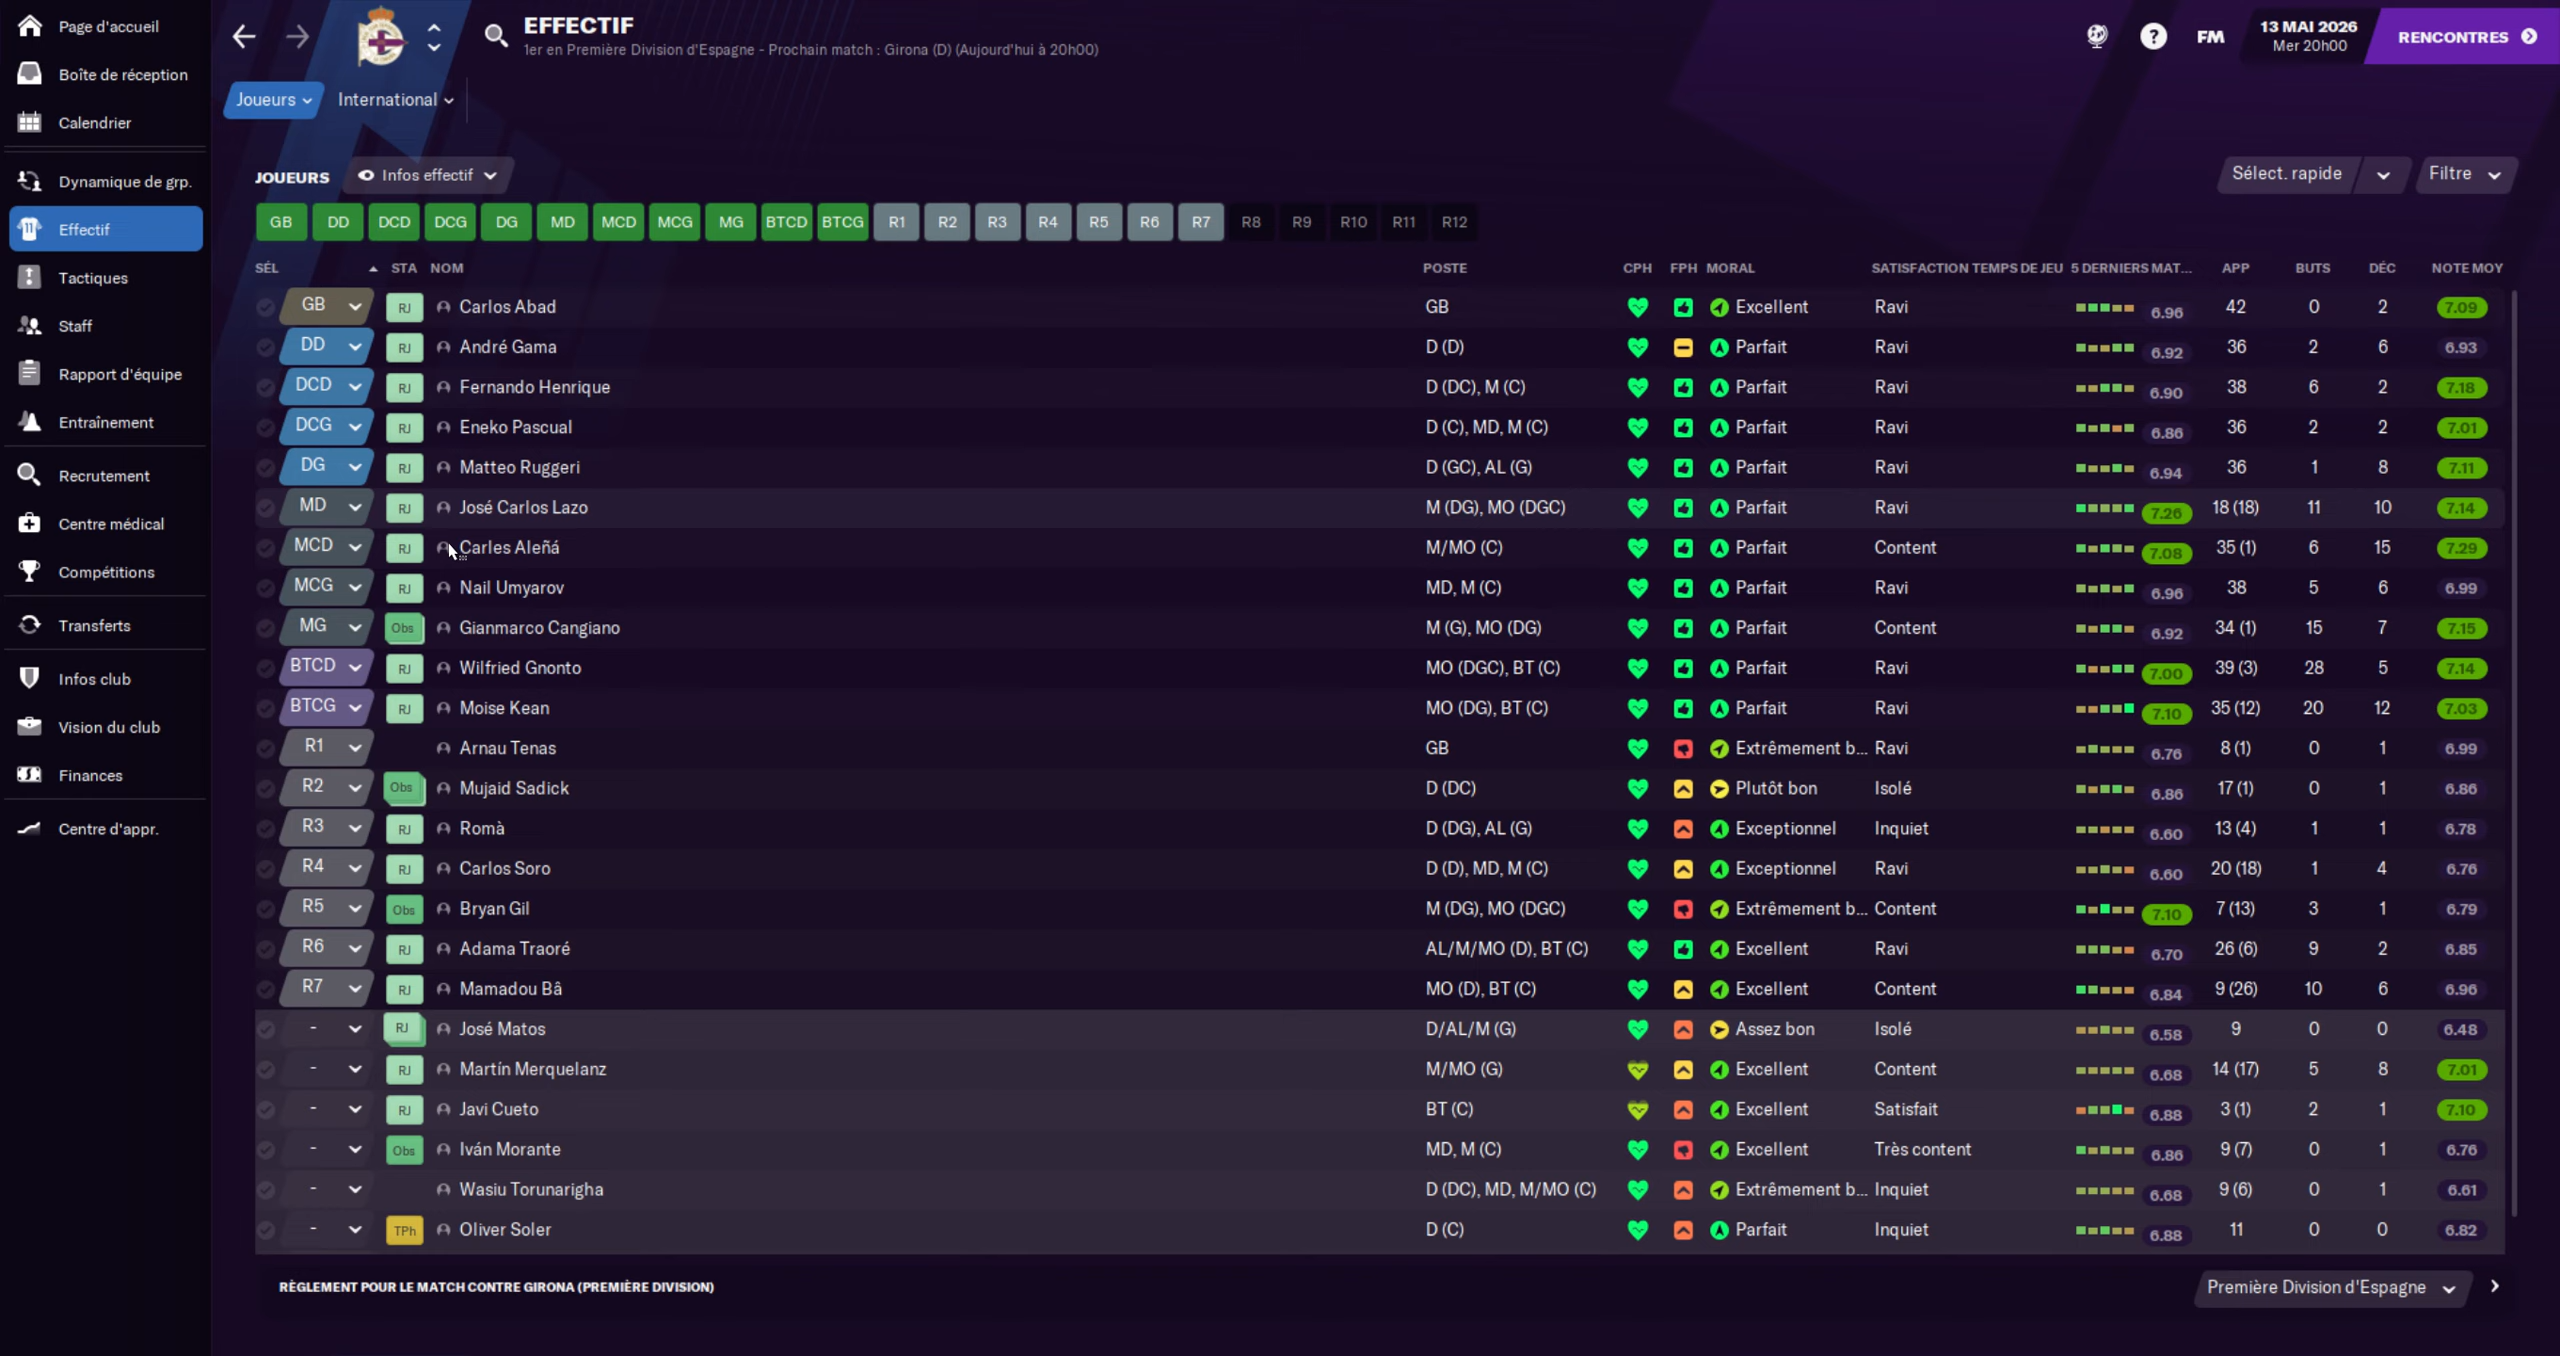 Page d'accueil
Boîte de réception
Calendrier
Dynamique de grp.
Effectif
Tactiques
Staff
Rapport d'équipe
Entraînement
Recrutement
Centre médical
Compétitions
Transferts
Infos club
Vision du club
Finances
Centre d'appr.
EFFECTIF
1er en Première Division d'Espagne - Prochain match : Girona (D) (Aujourd'hui à 20h00)
FM
13 MAI 2026
Mer 20h00
RENCONTRES
Joueurs International
JOUEURS Infos effectif Sélect. rapide Filtre
GB DD DCD DCG DG MD MCD MCG MG BTCD BTCG R1 R2 R3 R4 R5 R6 R7 R8 R9 R10 R11 R12
SÉL STA NOM POSTE CPH FPH MORAL SATISFACTION TEMPS DE JEU 5 DERNIERS MAT... APP BUTS DÉC NOTE MOY
GB RJ Carlos Abad GB Excellent Ravi 6.96 42 0 2 7.09
DD RJ André Gama D (D) Parfait Ravi 6.92 36 2 6 6.93
DCD RJ Fernando Henrique D (DC), M (C) Parfait Ravi 6.90 38 6 2 7.18
DCG RJ Eneko Pascual D (C), MD, M (C) Parfait Ravi 6.86 36 2 2 7.01
DG RJ Matteo Ruggeri D (GC), AL (G) Parfait Ravi 6.94 36 1 8 7.11
MD RJ José Carlos Lazo M (DG), MO (DGC) Parfait Ravi 7.26 18 (18) 11 10 7.14
MCD RJ Carles Aleñá M/MO (C) Parfait Content 7.08 35 (1) 6 15 7.29
MCG RJ Nail Umyarov MD, M (C) Parfait Ravi 6.96 38 5 6 6.99
MG Obs Gianmarco Cangiano M (G), MO (DG) Parfait Content 6.92 34 (1) 15 7 7.15
BTCD RJ Wilfried Gnonto MO (DGC), BT (C) Parfait Ravi 7.00 39 (3) 28 5 7.14
BTCG RJ Moise Kean MO (DG), BT (C) Parfait Ravi 7.10 35 (12) 20 12 7.03
R1 Arnau Tenas GB Extrêmement b... Ravi 6.76 8 (1) 0 1 6.99
R2 Obs Mujaid Sadick D (DC) Plutôt bon Isolé 6.86 17 (1) 0 1 6.86
R3 RJ Romà D (DG), AL (G) Exceptionnel Inquiet 6.60 13 (4) 1 1 6.78
R4 RJ Carlos Soro D (D), MD, M (C) Exceptionnel Ravi 6.60 20 (18) 1 4 6.76
R5 Obs Bryan Gil M (DG), MO (DGC) Extrêmement b... Content 7.10 7 (13) 3 1 6.79
R6 RJ Adama Traoré AL/M/MO (D), BT (C) Excellent Ravi 6.70 26 (6) 9 2 6.85
R7 RJ Mamadou Bâ MO (D), BT (C) Excellent Content 6.84 9 (26) 10 6 6.96
- RJ José Matos D/AL/M (G) Assez bon Isolé 6.58 9 0 0 6.48
- RJ Martín Merquelanz M/MO (G) Excellent Content 6.68 14 (17) 5 8 7.01
- RJ Javi Cueto BT (C) Excellent Satisfait 6.88 3 (1) 2 1 7.10
- Obs Iván Morante MD, M (C) Excellent Très content 6.86 9 (7) 0 1 6.76
- Wasiu Torunarigha D (DC), MD, M/MO (C) Extrêmement b... Inquiet 6.68 9 (6) 0 1 6.61
- TPh Oliver Soler D (C) Parfait Inquiet 6.88 11 0 0 6.82
RÈGLEMENT POUR LE MATCH CONTRE GIRONA (PREMIÈRE DIVISION) Première Division d'Espagne